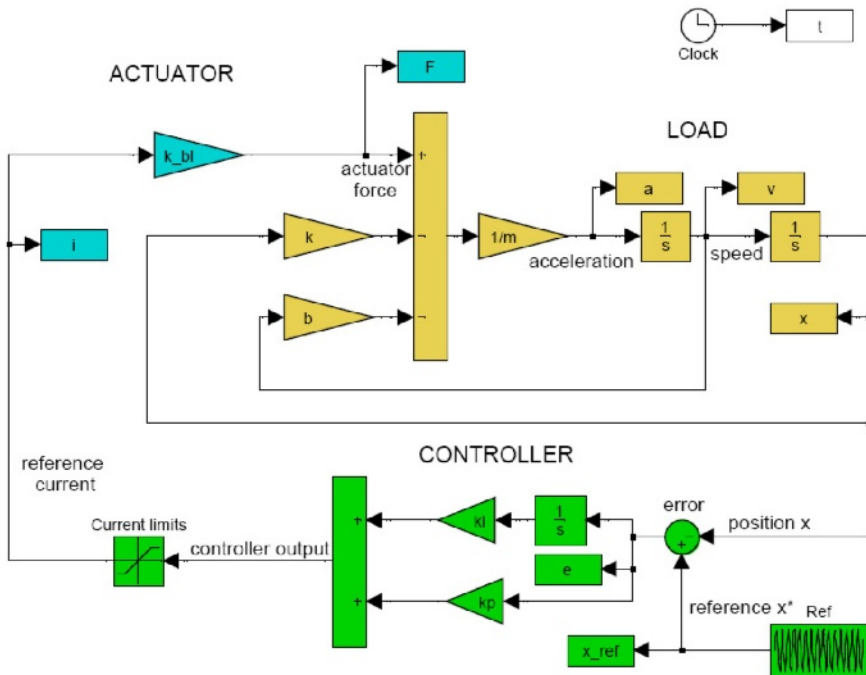 Clock
t
ACTUATOR
F
LOAD
k_bl
actuator
force
+
a
v
i
k
-
1/m
acceleration
1
s
speed
1
s
b
-
x
reference
current
CONTROLLER
Current limits
controller output
+
kI
1
s
error
-
+
position x
e
+
kp
reference x*
Ref
x_ref